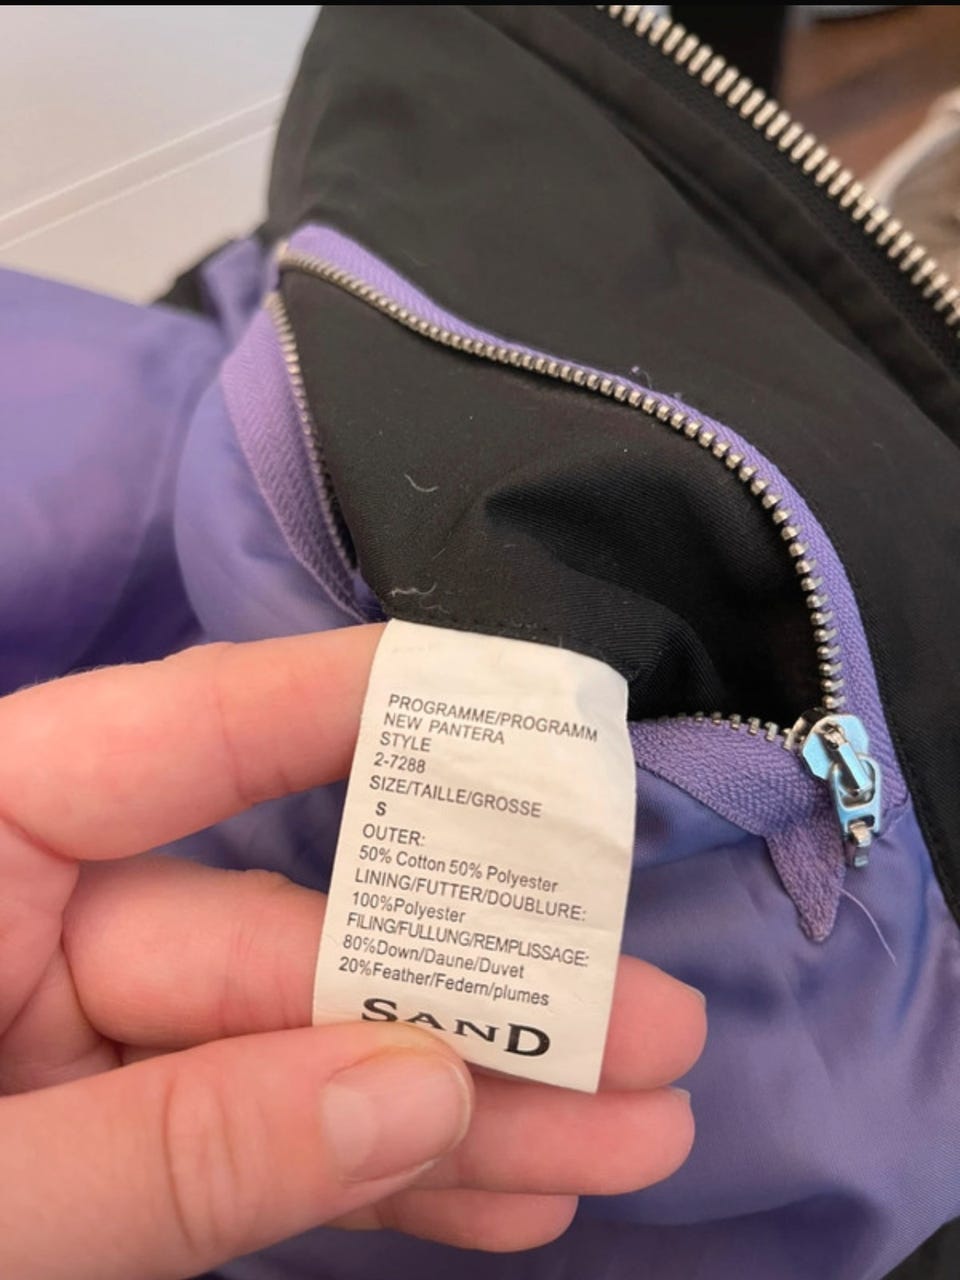 PROGRAMME/PROGRAMM
NEW PANTERA
STYLE
2-7288
SIZE/TAILLE/GROSSE
S
OUTER:
50% Cotton 50% Polyester
LINING/FUTTER/DOUBLURE:
100%Polyester
FILING/FULLUNG/REMPLISSAGE:
80%Down/Daune/Duvet
20%Feather/Federn/plumes
SAND